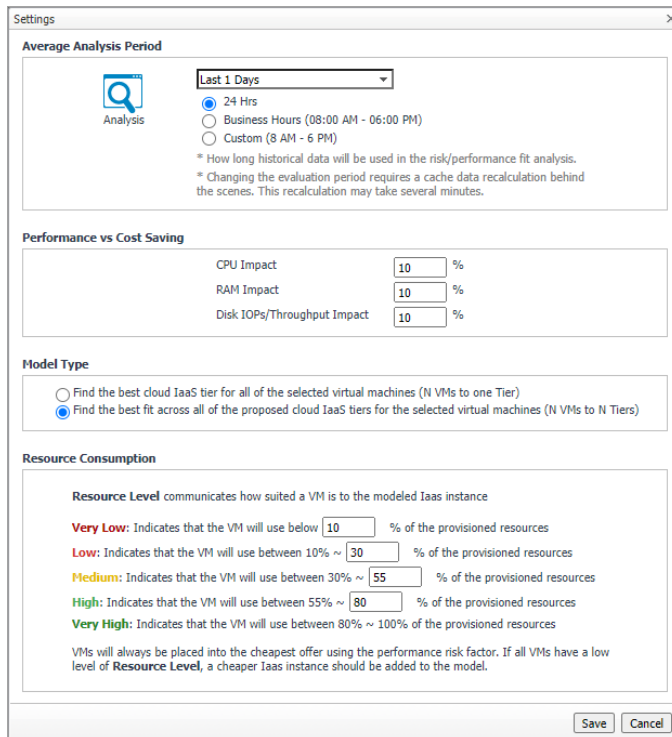 Settings
Average Analysis Period
Last 1 Days
Analysis
24 Hrs
Business Hours (08:00 AM - 06:00 PM)
Custom (8 AM - 6 PM)
* How long historical data will be used in the risk/performance fit analysis.
* Changing the evaluation period requires a cache data recalculation behind
the scenes. This recalculation may take several minutes.
Performance vs Cost Saving
CPU Impact 10 %
RAM Impact 10 %
Disk IOPs/Throughput Impact 10 %
Model Type
Find the best cloud IaaS tier for all of the selected virtual machines (N VMs to one Tier)
Find the best fit across all of the proposed cloud IaaS tiers for the selected virtual machines (N VMs to N Tiers)
Resource Consumption
Resource Level communicates how suited a VM is to the modeled Iaas instance
Very Low: Indicates that the VM will use below 10 % of the provisioned resources
Low: Indicates that the VM will use between 10% ~ 30 % of the provisioned resources
Medium: Indicates that the VM will use between 30% ~ 55 % of the provisioned resources
High: Indicates that the VM will use between 55% ~ 80 % of the provisioned resources
Very High: Indicates that the VM will use between 80% ~ 100% of the provisioned resources
VMs will always be placed into the cheapest offer using the performance risk factor. If all VMs have a low
level of Resource Level, a cheaper Iaas instance should be added to the model.
Save Cancel